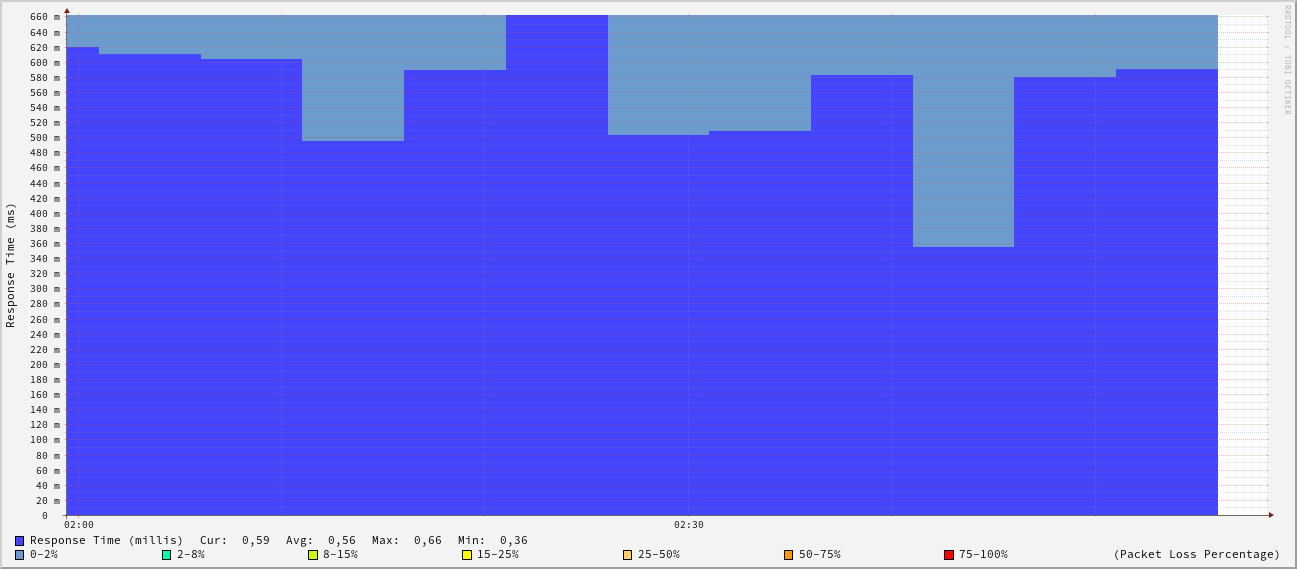 660 m
640 m
620 m
600 m
580 m
560 m
540 m
520 m
500 m
480 m
460 m
440 m
420 m
400 m
380 m
360 m
340 m
320 m
300 m
280 m
260 m
240 m
220 m
200 m
180 m
160 m
140 m
120 m
100 m
80 m
60 m
40 m
20 m
0
Response Time (ms)
RRDTOOL / TOBI OETIKER
02:00 02:30
Response Time (millis) Cur: 0,59 Avg: 0,56 Max: 0,66 Min: 0,36
0-2% 2-8% 8-15% 15-25% 25-50% 50-75% 75-100% (Packet Loss Percentage)